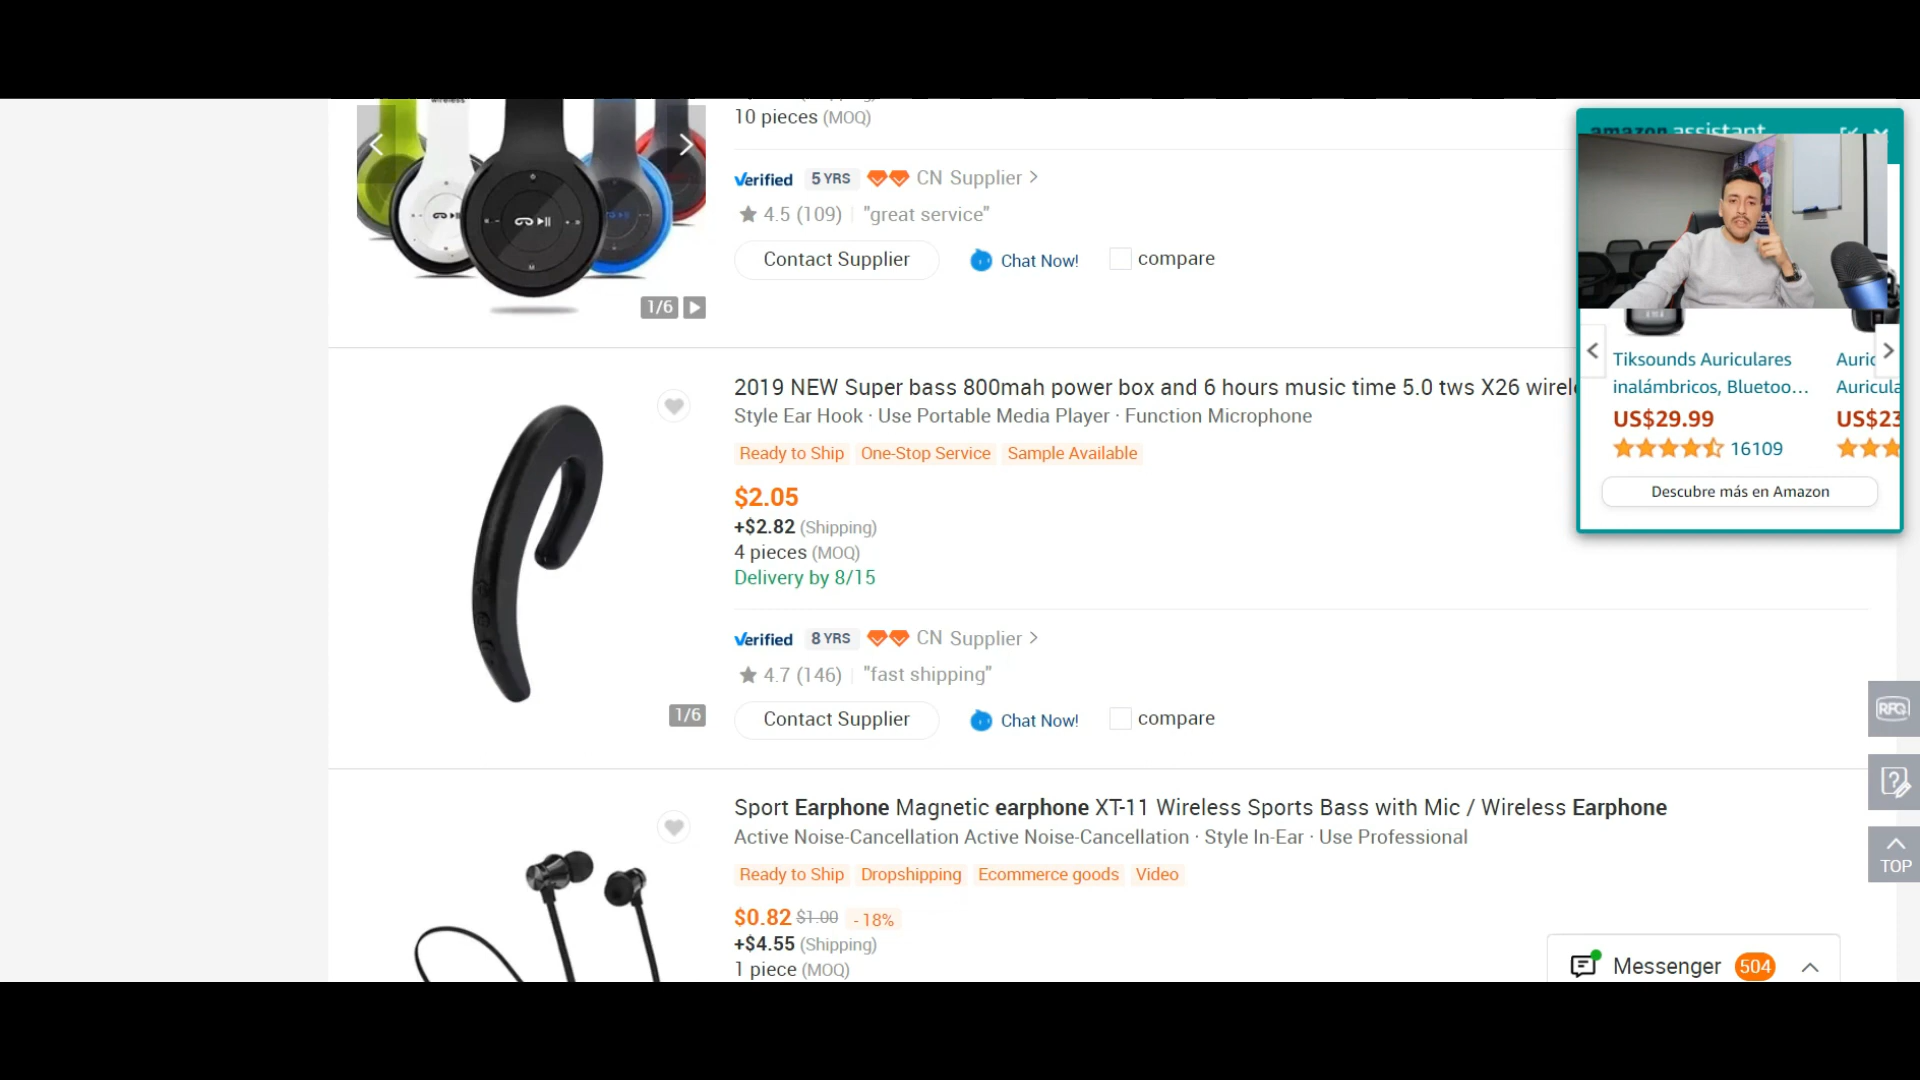 wireless
10 pieces (MOQ)
Verified 5 YRS CN Supplier >
4.5 (109) "great service"
Contact Supplier Chat Now! compare
1/6
2019 NEW Super bass 800mah power box and 6 hours music time 5.0 tws X26
Style Ear Hook · Use Portable Media Player · Function Microphone
Ready to Ship One-Stop Service Sample Available
$2.05
+$2.82 (Shipping)
4 pieces (MOQ)
Delivery by 8/15
Verified 8 YRS CN Supplier >
4.7 (146) "fast shipping"
Contact Supplier Chat Now! compare
1/6
Sport Earphone Magnetic earphone XT-11 Wireless Sports Bass with Mic / Wireless Earphone
Active Noise-Cancellation Active Noise-Cancellation · Style In-Ear · Use Professional
Ready to Ship Dropshipping Ecommerce goods Video
$0.82 $1.00 - 18%
+$4.55 (Shipping)
1 piece (MOQ)
amazon assistant
Tiksounds Auriculares
inalámbricos, Bluetoo...
US$29.99
16109
US$23
Descubre más en Amazon
RFQ
TOP
Messenger 504